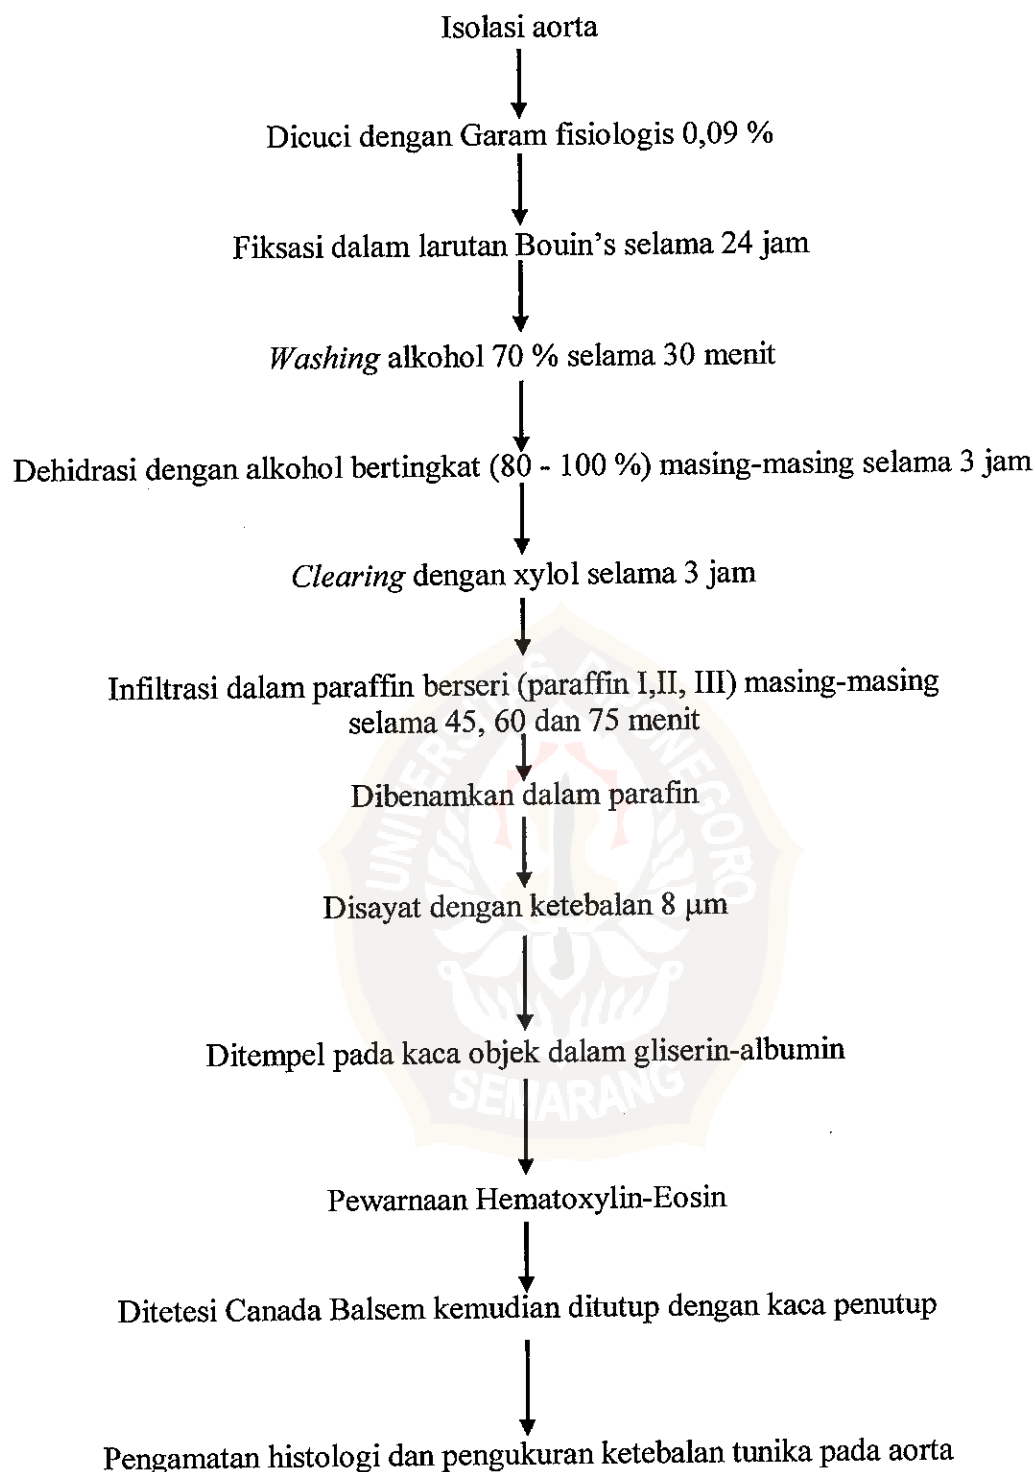 Isolasi aorta
Dicuci dengan Garam fisiologis 0,09 %
Fiksasi dalam larutan Bouin's selama 24 jam
Washing alkohol 70 % selama 30 menit
Dehidrasi dengan alkohol bertingkat (80 - 100 %) masing-masing selama 3 jam
Clearing dengan xylol selama 3 jam
Infiltrasi dalam paraffin berseri (paraffin I,II, III) masing-masing
selama 45, 60 dan 75 menit
Dibenamkan dalam parafin
Disayat dengan ketebalan 8 μm
Ditempel pada kaca objek dalam gliserin-albumin
Pewarnaan Hematoxylin-Eosin
Ditetesi Canada Balsem kemudian ditutup dengan kaca penutup
Pengamatan histologi dan pengukuran ketebalan tunika pada aorta
UNIVERSITAS DIPONEGORO
SEMARANG